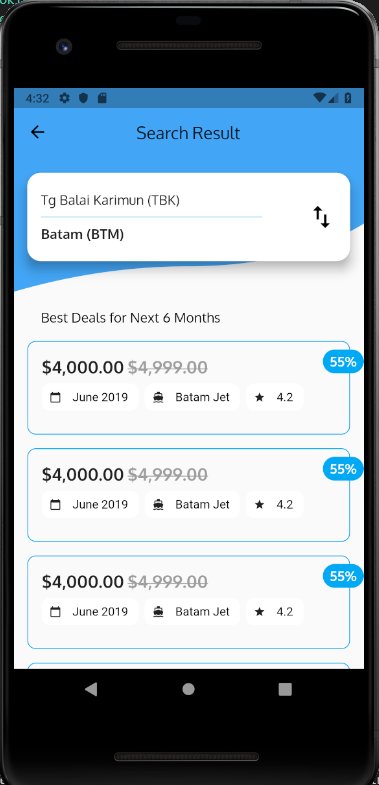 4:32
Search Result
Tg Balai Karimun (TBK)
Batam (BTM)
Best Deals for Next 6 Months
55%
$4,000.00 $4,999.00
June 2019 Batam Jet 4.2
55%
$4,000.00 $4,999.00
June 2019 Batam Jet 4.2
55%
$4,000.00 $4,999.00
June 2019 Batam Jet 4.2